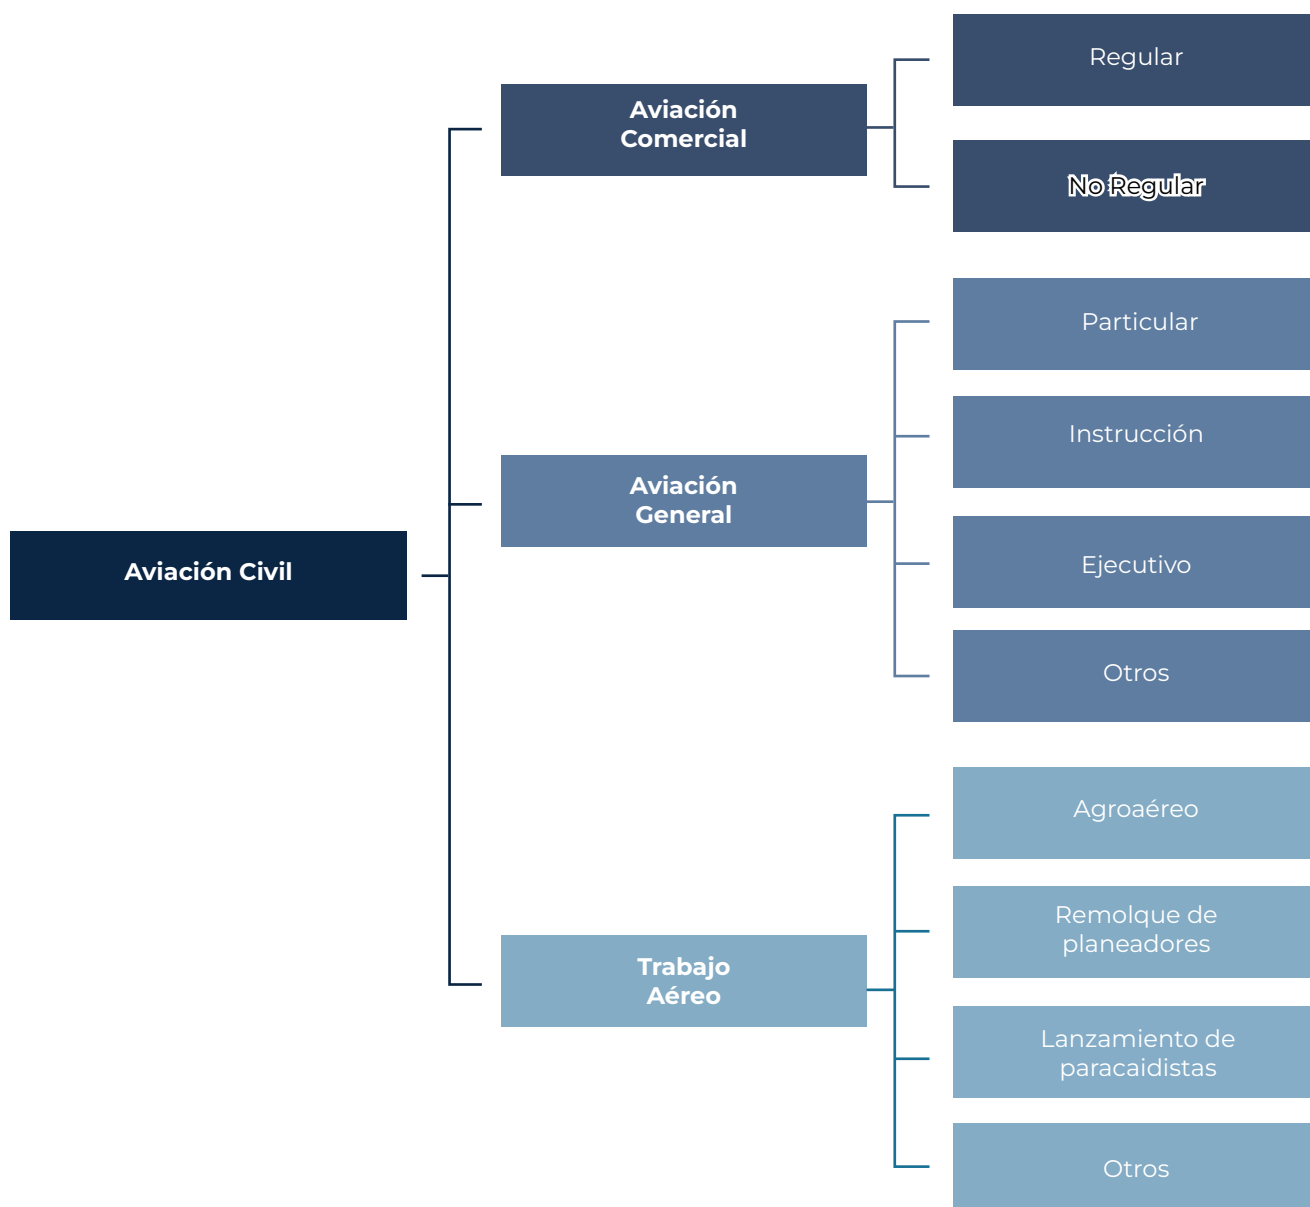 Aviación Civil
Aviación
Comercial
Regular
No Regular
Aviación
General
Particular
Instrucción
Ejecutivo
Otros
Trabajo
Aéreo
Agroaéreo
Remolque de
planeadores
Lanzamiento de
paracaidistas
Otros